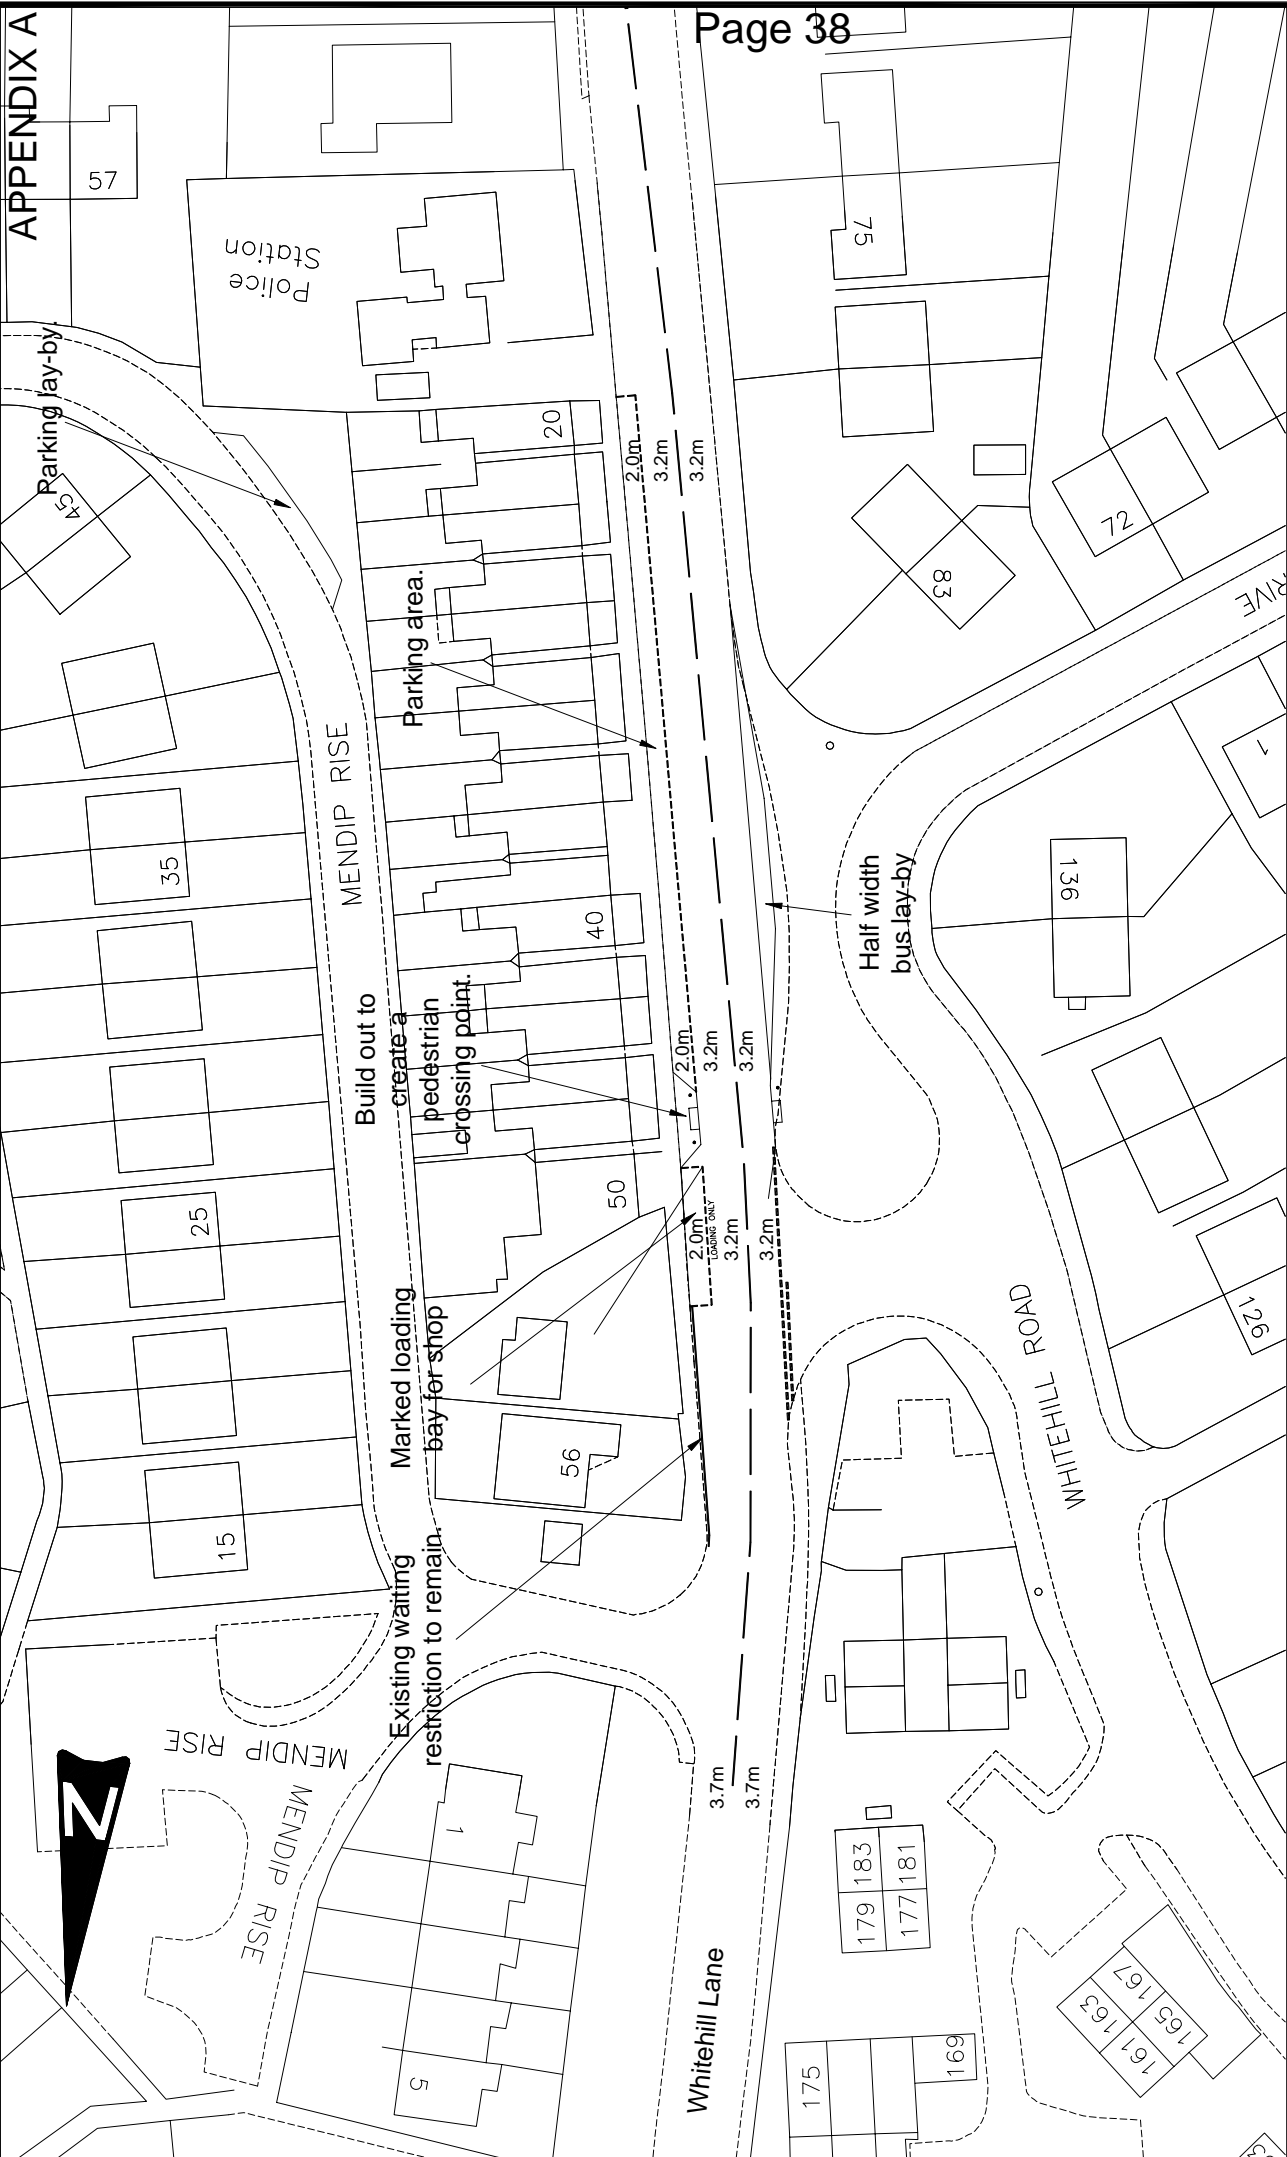 Page 38
APPENDIX A
57
Police
Station
75
Parking lay-by.
45
20
2.0m
3.2m
3.2m
72
83
RIVE
Parking area.
MENDIP RISE
35
40
Half width
bus lay-by
136
1
Build out to
create a
pedestrian
crossing point.
2.0m
3.2m
3.2m
25
50
2.0m
LOADING ONLY
3.2m
3.2m
126
WHITEHILL ROAD
Marked loading
bay for shop
56
15
Existing waiting
restriction to remain.
MENDIP RISE
MENDIP RISE
N
3.7m
3.7m
1
183
181
179
177
Whitehill Lane
167
165
163
161
5
175
169